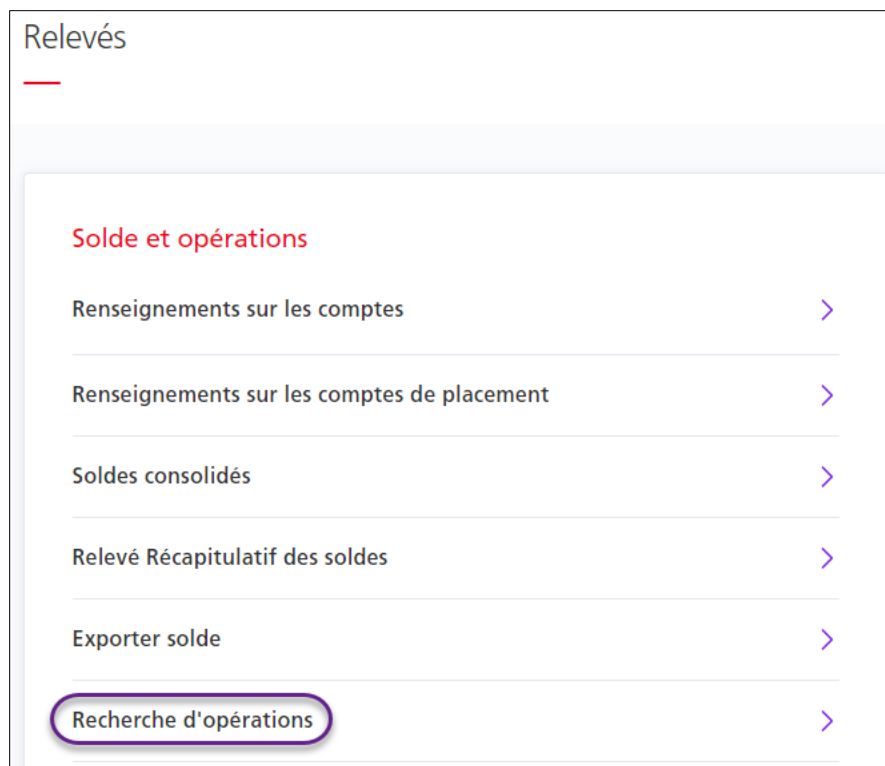 Relevés
Solde et opérations
Renseignements sur les comptes
Renseignements sur les comptes de placement
Soldes consolidés
Relevé Récapitulatif des soldes
Exporter solde
Recherche d'opérations